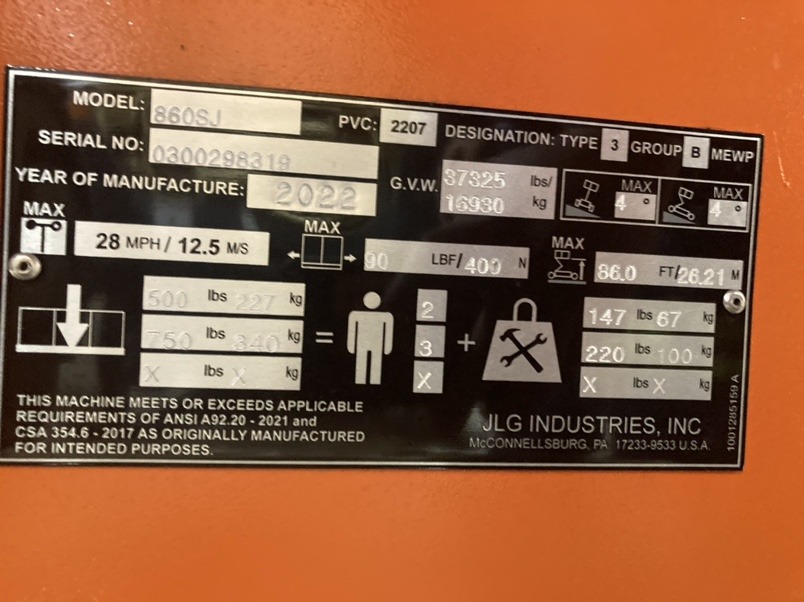 MODEL: 860SJ
PVC: 2207
DESIGNATION: TYPE 3 GROUP B MEWP
SERIAL NO: 0300298319
YEAR OF MANUFACTURE: 2022
G.V.W. 37325 lbs/
16930 kg
MAX 4°
MAX 4°
MAX
28 MPH / 12.5 M/S
MAX
90 LBF/400 N
MAX
86.0 FT/26.21 M
500 lbs 227 kg = 2 + 147 lbs 67 kg
750 lbs 340 kg 3 220 lbs 100 kg
X lbs X kg X X lbs X kg
THIS MACHINE MEETS OR EXCEEDS APPLICABLE
REQUIREMENTS OF ANSI A92.20 - 2021 and
CSA 354.6 - 2017 AS ORIGINALLY MANUFACTURED
FOR INTENDED PURPOSES.
JLG INDUSTRIES, INC
McCONNELLSBURG, PA 17233-9533 U.S.A.
1001285159 A